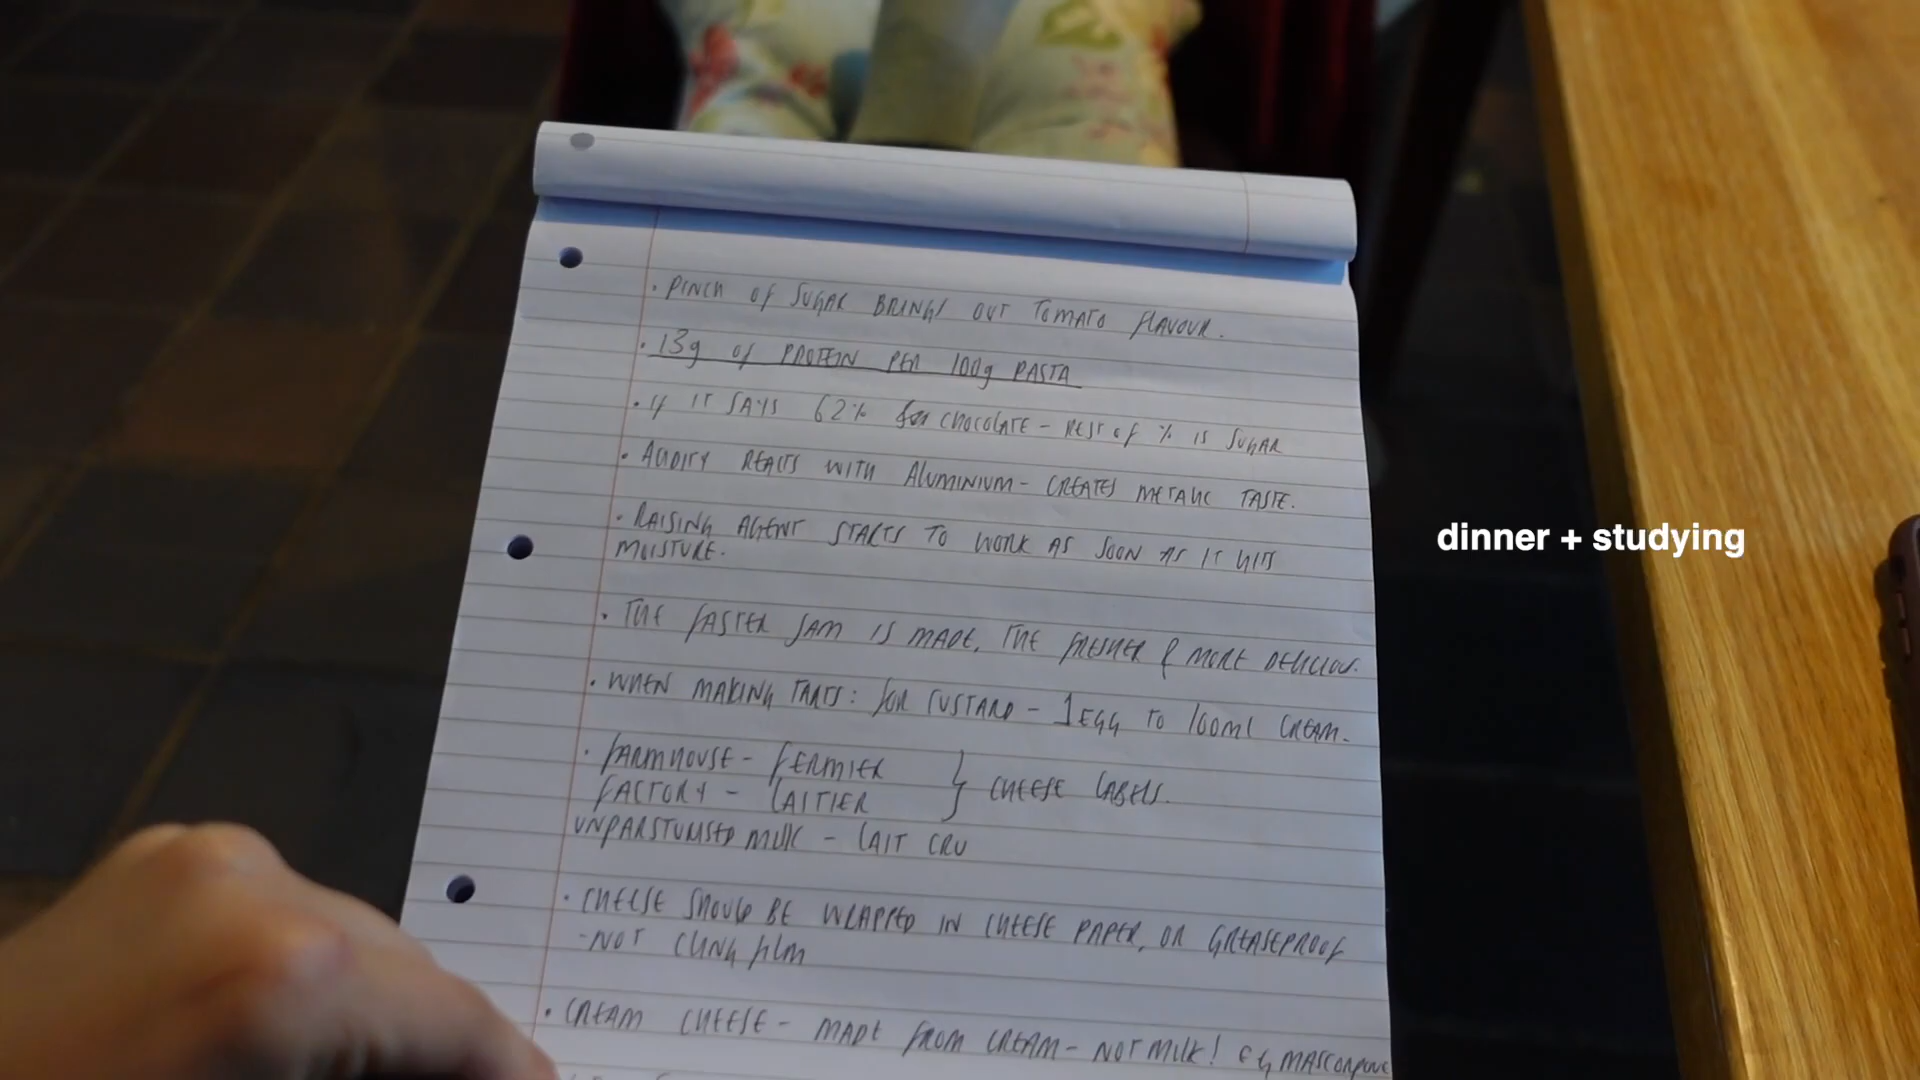 · PINCH OF SUGAR BRINGS OUT TOMATO FLAVOUR.
· 13g OF PROTEIN PER 100g PASTA
· IF IT SAYS 62% CHOCOLATE - REST OF % IS SUGAR
· ACIDITY REACTS WITH ALUMINIUM - CREATES METALIC TASTE.
· RAISING AGENT STARTS TO WORK AS SOON AS IT HITS
MOISTURE.
dinner + studying
· THE FASTER JAM IS MADE, THE FRESHER & MORE DELICIOUS.
· WHEN MAKING TARTS: FOR CUSTARD - 1 EGG TO 100ml CREAM.
· FARMHOUSE - FERMIER
FACTORY - LAITIER } CHEESE LABELS.
UNPARSTURISED MILK - LAIT CRU
· CHEESE SHOULD BE WRAPPED IN CHEESE PAPER, OR GREASEPROOF
- NOT CLING FILM
· CREAM CHEESE - MADE FROM CREAM - NOT MILK! EG MASCARPONE